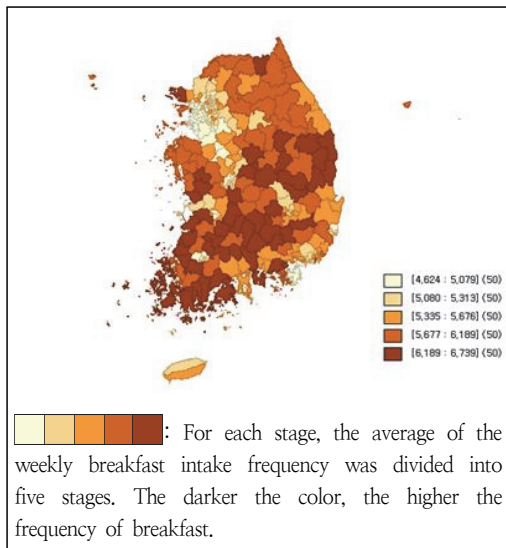 [4,624 : 5,079] (50)
[5,080 : 5,313] (50)
[5,335 : 5,676] (50)
[5,677 : 6,189] (50)
[6,189 : 6,739] (50)
: For each stage, the average of the
weekly breakfast intake frequency was divided into
five stages. The darker the color, the higher the
frequency of breakfast.